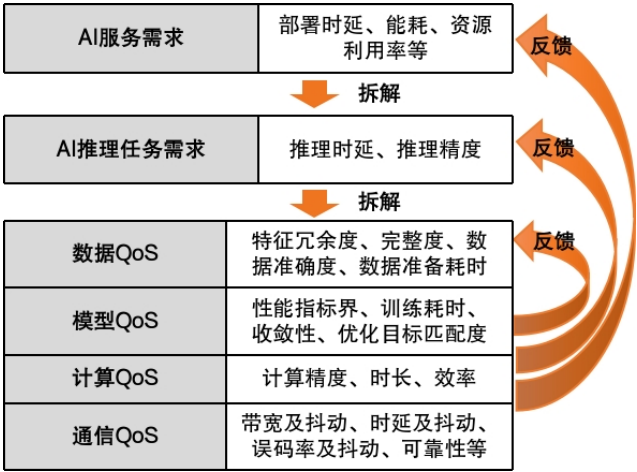 AI服务需求
部署时延、能耗、资源
利用率等
反馈
拆解
AI推理任务需求
推理时延、推理精度
反馈
拆解
数据QoS
特征冗余度、完整度、数
据准确度、数据准备耗时
反馈
模型QoS
性能指标界、训练耗时、
收敛性、优化目标匹配度
计算QoS
计算精度、时长、效率
通信QoS
带宽及抖动、时延及抖动、
误码率及抖动、可靠性等